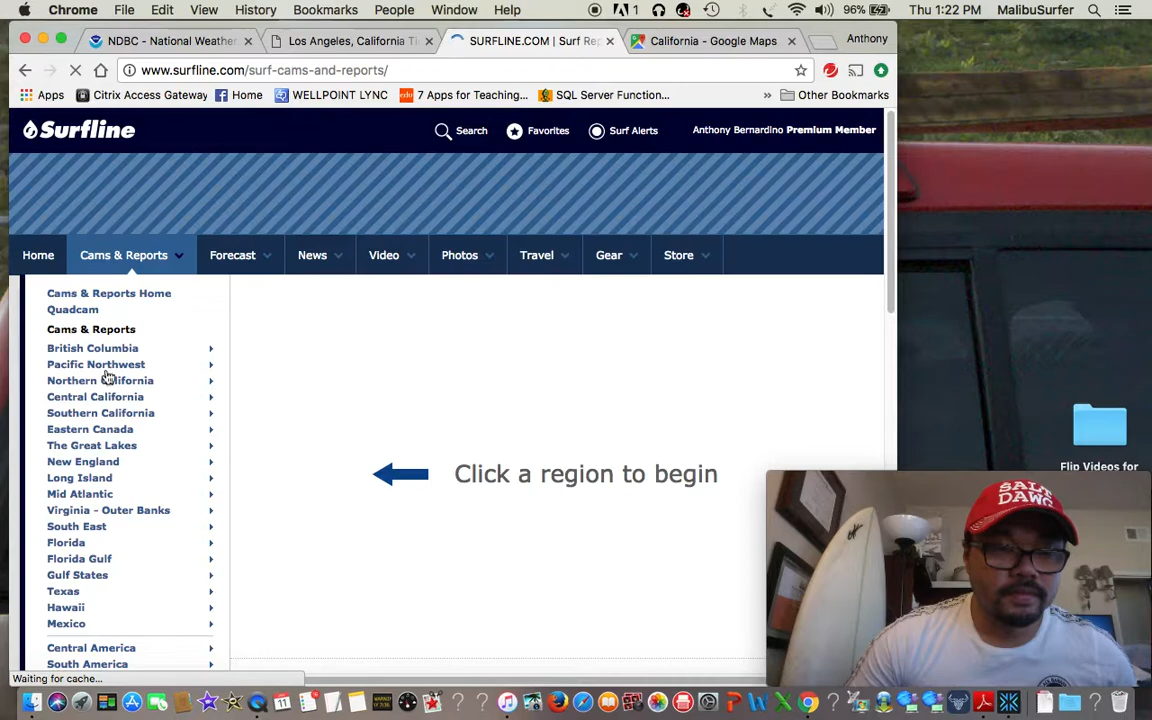 Chrome File Edit View History Bookmarks People Window Help 1 96% Thu 1:22 PM MalibuSurfer
NDBC - National Weather Los Angeles, California Ti SURFLINE.COM | Surf Rep California - Google Maps Anthony
www.surfline.com/surf-cams-and-reports/
Apps Citrix Access Gateway Home WELLPOINT LYNC edu 7 Apps for Teaching... SQL Server Function... » Other Bookmarks
Surfline Search Favorites Surf Alerts Anthony Bernardino Premium Member
Home Cams & Reports Forecast News Video Photos Travel Gear Store
Cams & Reports Home
Quadcam
Cams & Reports
British Columbia
Pacific Northwest
Northern California
Central California
Southern California
Eastern Canada
The Great Lakes
New England
Long Island
Mid Atlantic
Virginia - Outer Banks
South East
Florida
Florida Gulf
Gulf States
Texas
Hawaii
Mexico
Central America
South America
Click a region to begin
Flip Videos for
SALT
DAWG
Waiting for cache...